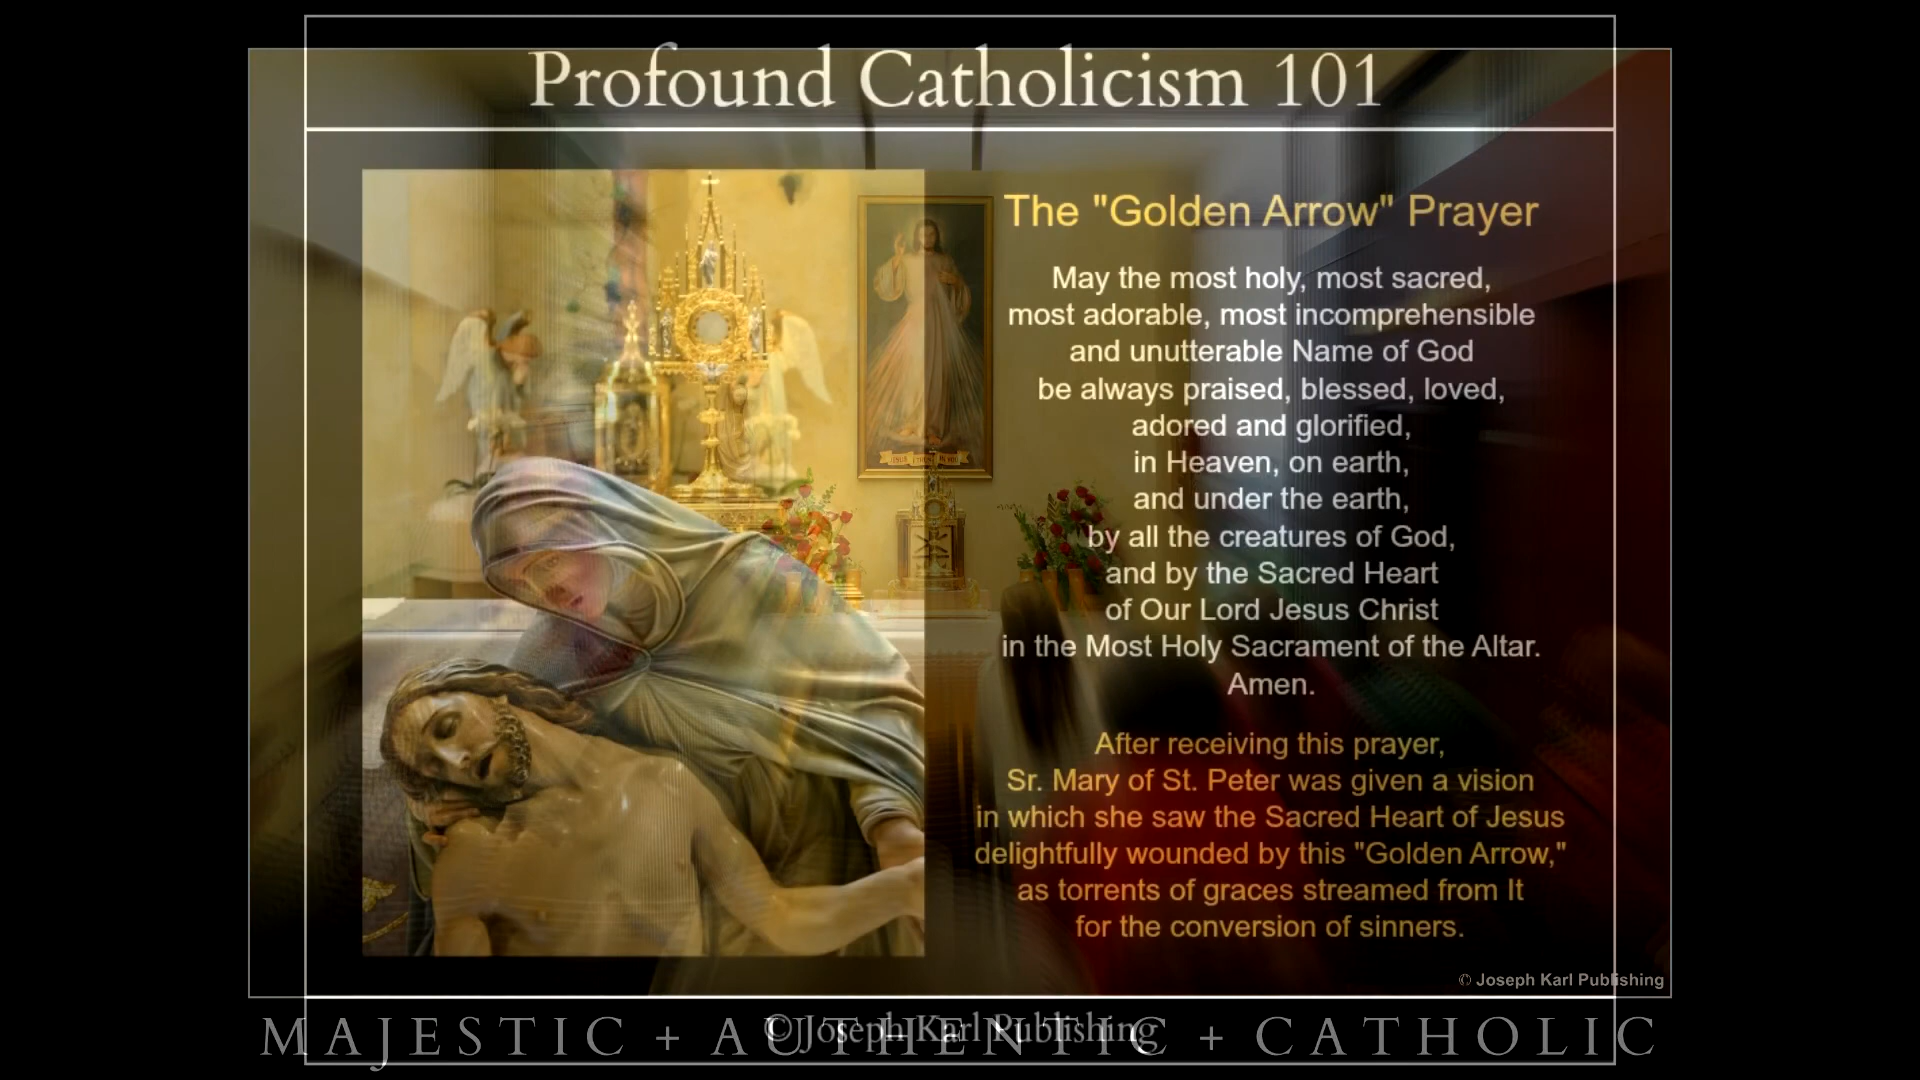 Profound Catholicism 101
The "Golden Arrow" Prayer
May the most holy, most sacred,
most adorable, most incomprehensible
and unutterable Name of God
be always praised, blessed, loved,
adored and glorified,
in Heaven, on earth,
and under the earth,
by all the creatures of God,
and by the Sacred Heart
of Our Lord Jesus Christ
in the Most Holy Sacrament of the Altar.
Amen.
After receiving this prayer,
Sr. Mary of St. Peter was given a vision
in which she saw the Sacred Heart of Jesus
delightfully wounded by this "Golden Arrow,"
as torrents of graces streamed from It
for the conversion of sinners.
© Joseph Karl Publishing
MAJESTIC + AUTHENTIC + CATHOLIC
© Joseph Karl Publishing